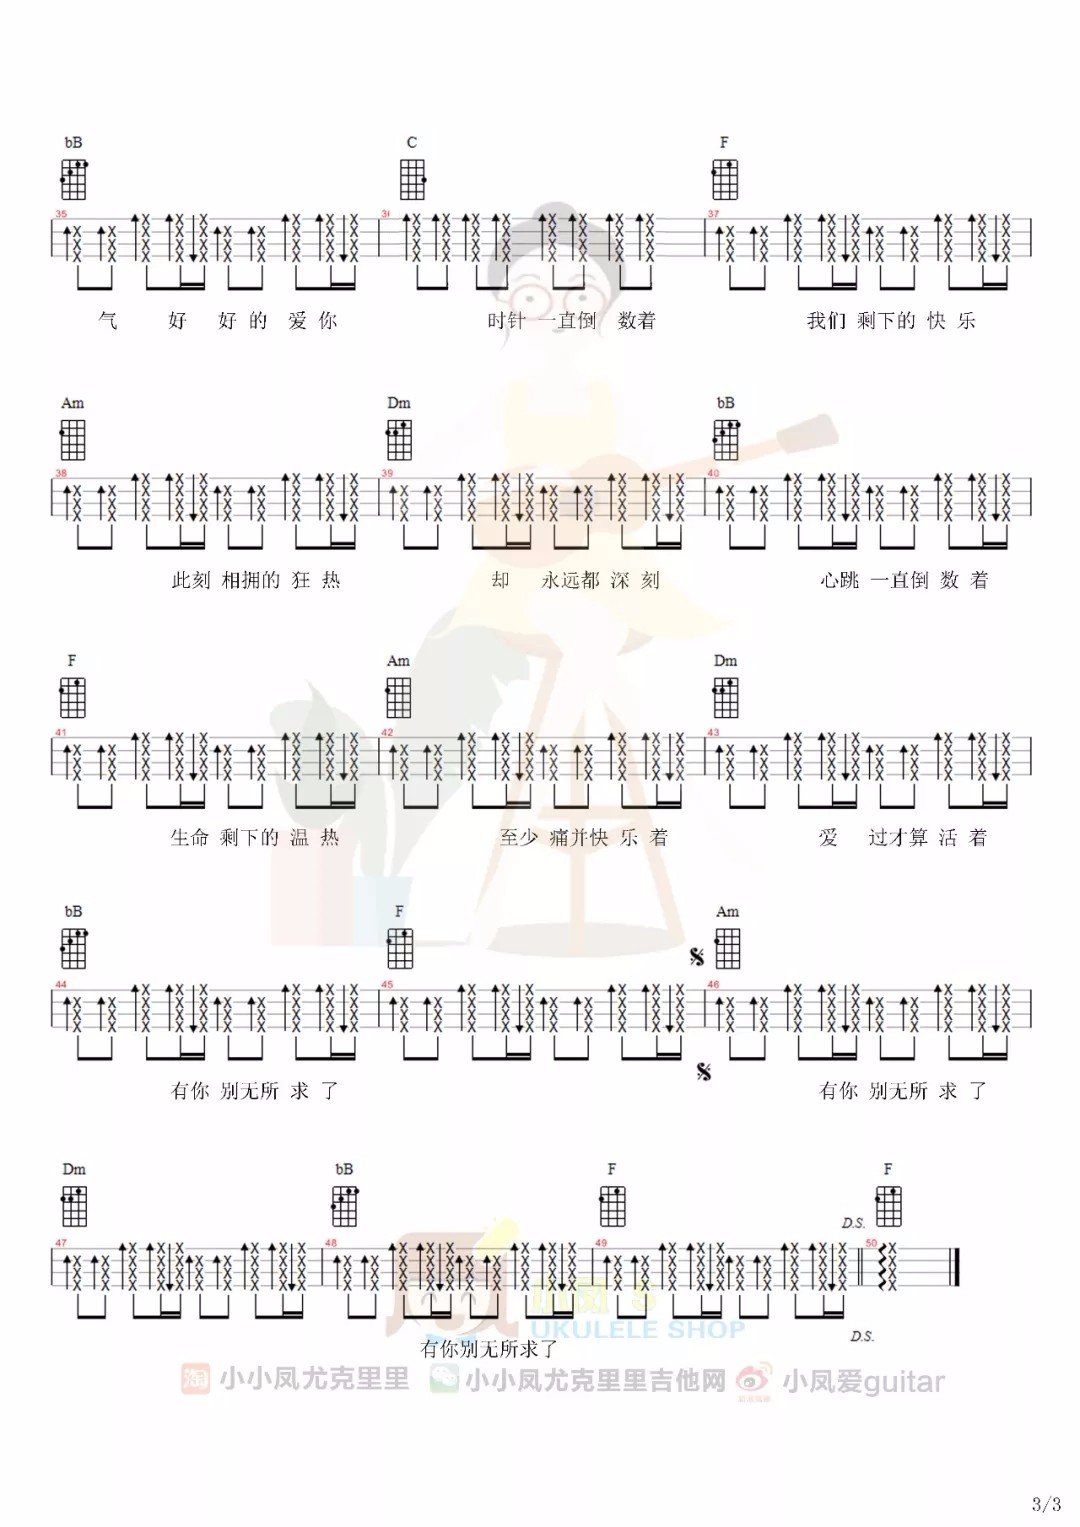 bB C F
35 36 37
气 好 好 的 爱 你 时针 一直倒 数着 我们 剩下的 快 乐
Am Dm bB
38 39 40
此刻 相拥的 狂 热 却 永远都 深 刻 心跳 一直倒 数 着
F Am Dm
41 42 43
生命 剩下的 温 热 至少 痛并快 乐 着 爱 过才算 活 着
bB F Am
44 45 46
有你 别无所 求 了 有你 别无所 求 了
Dm bB F F
D.S.
47 48 49 50
小凤'S
UKULELE SHOP
D.S.
有你别无所求了
淘 小小凤尤克里里 小小凤尤克里里吉他网 小凤爱guitar
3/3